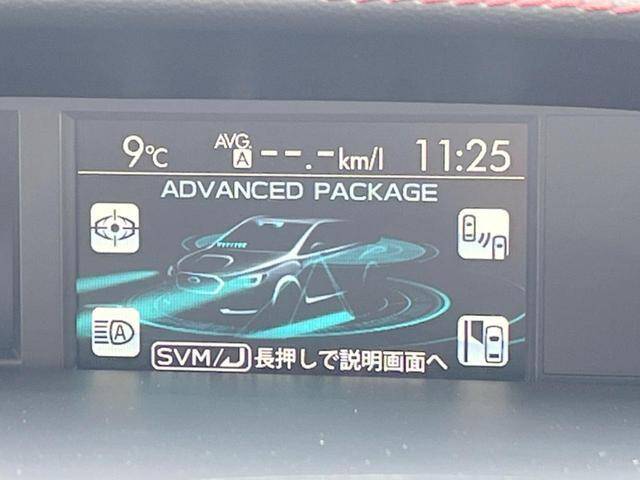 9℃ AVG. A --.-km/l 11:25
ADVANCED PACKAGE
A
SVM/⤶ 長押しで説明画面へ